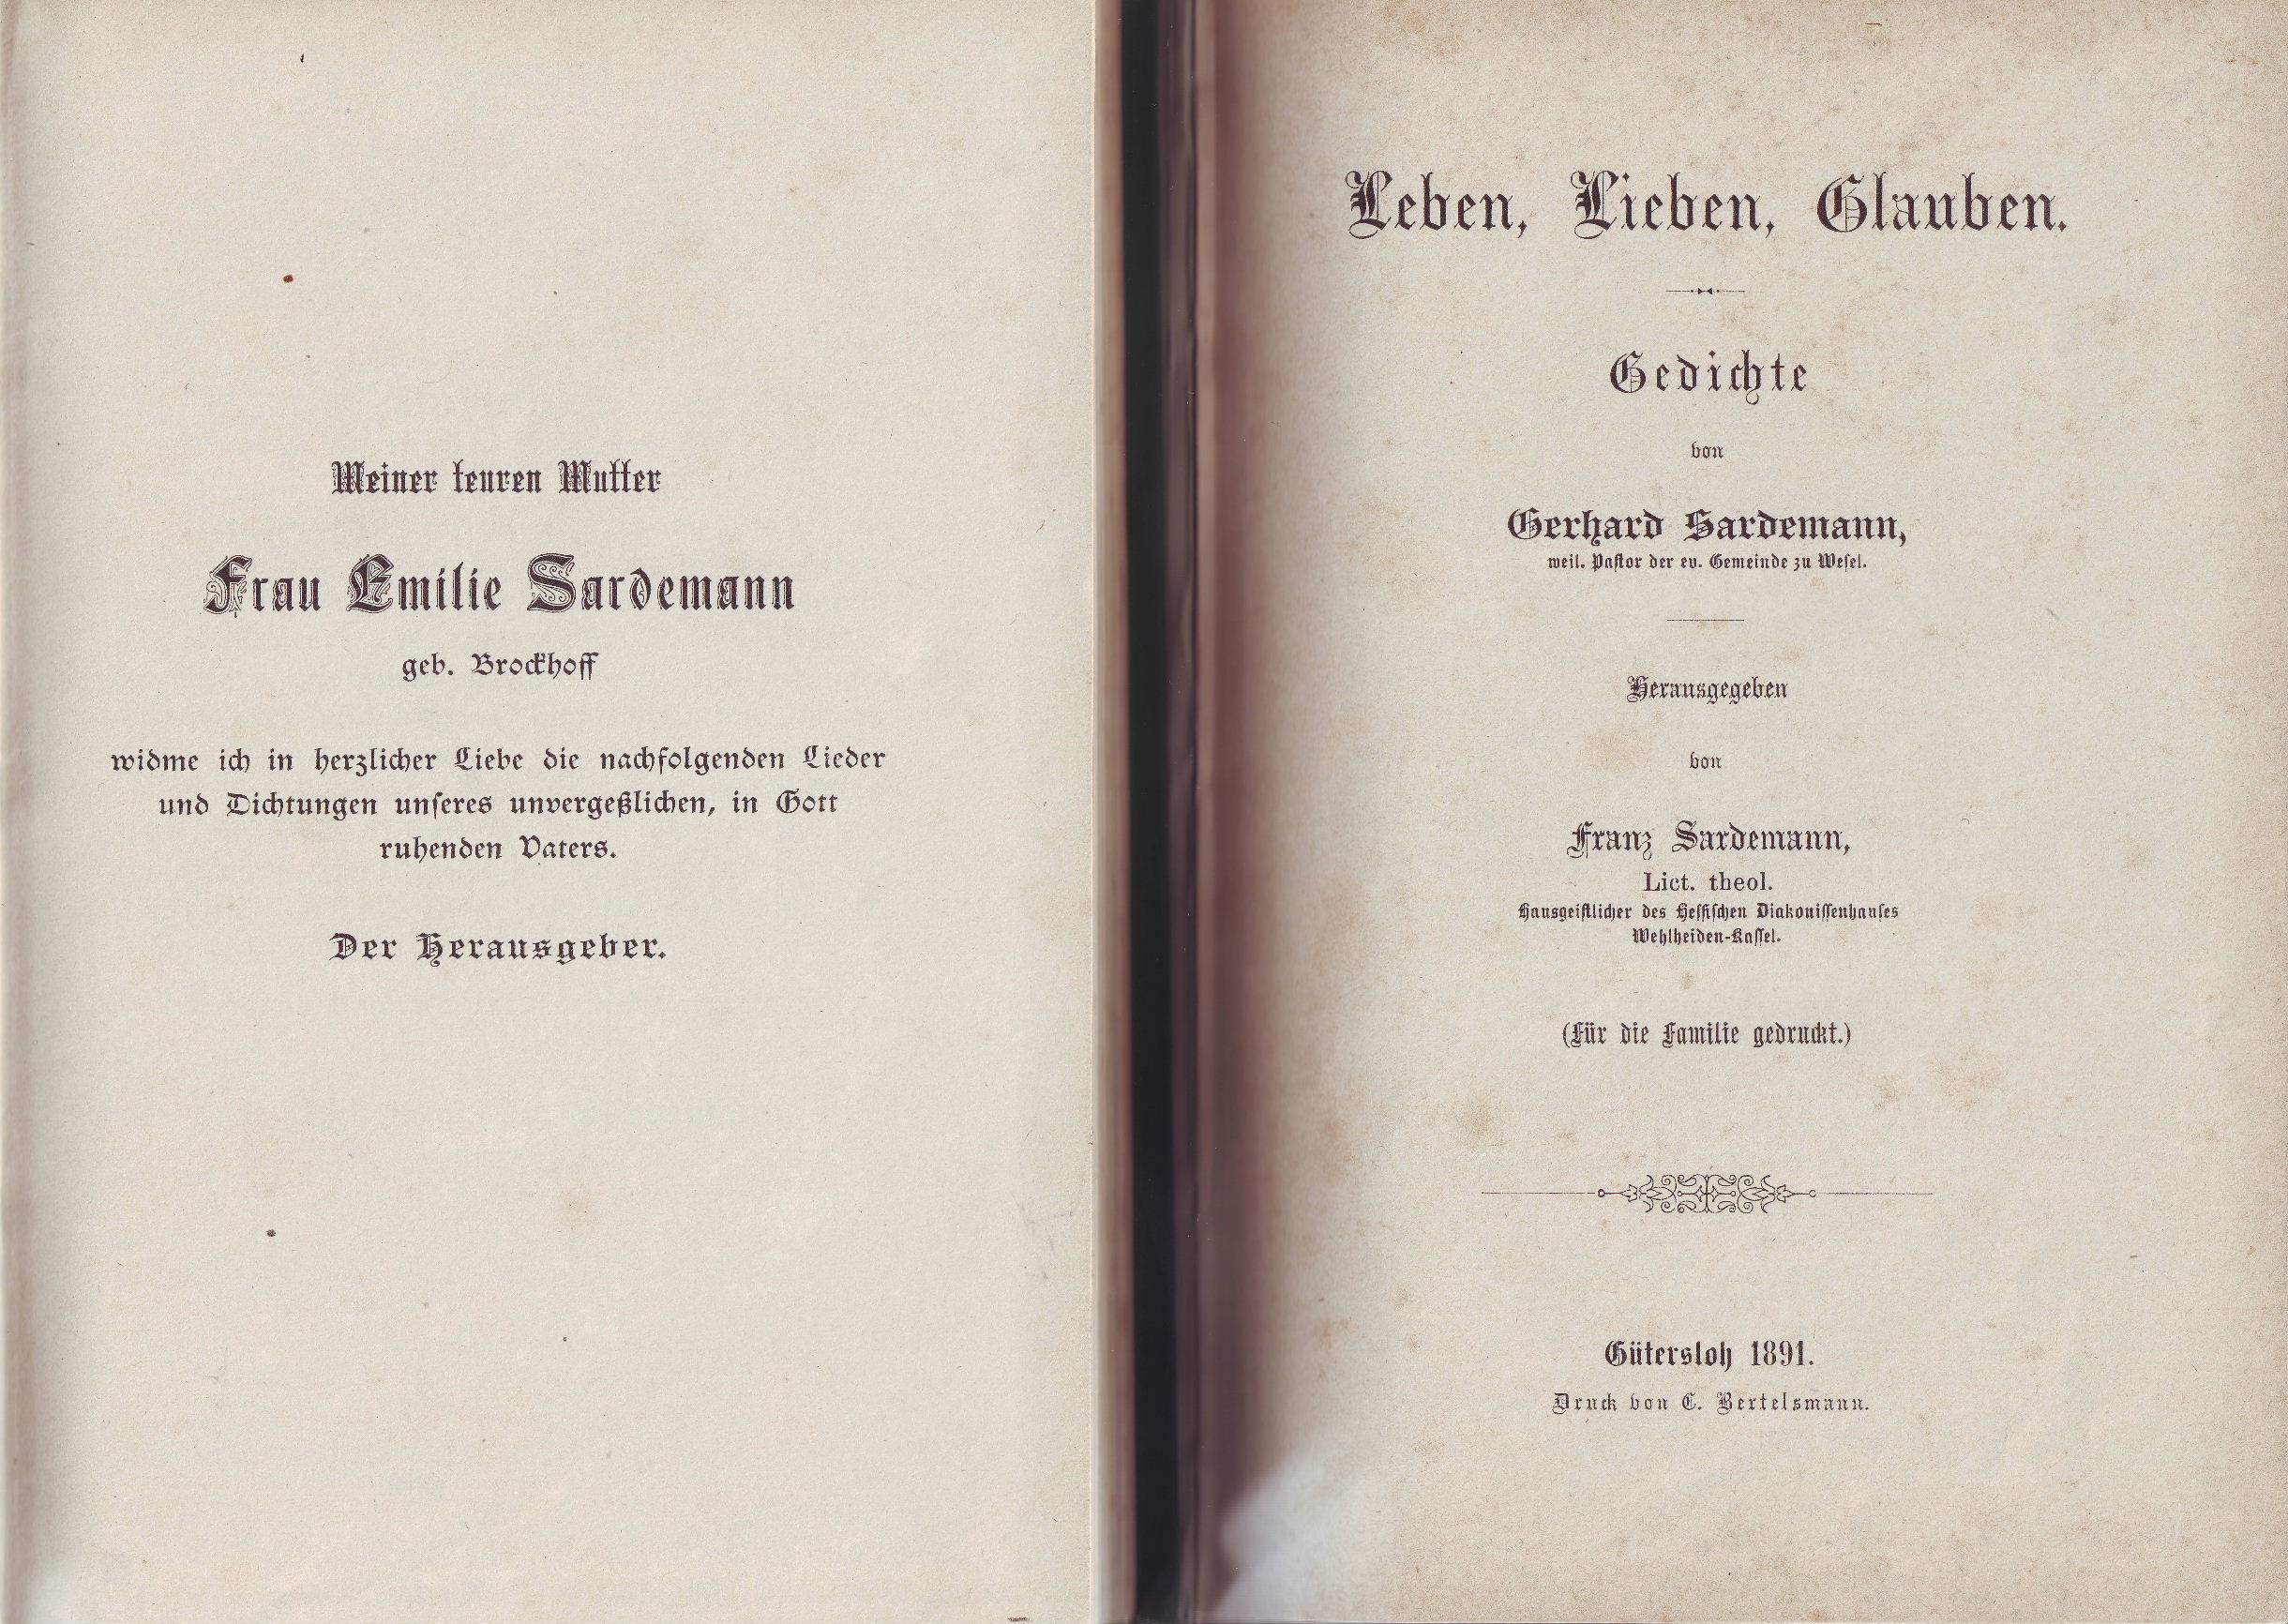 Meiner teuren Mutter
Frau Emilie Sardemann
geb. Brockhoff
widme ich in herzlicher Liebe die nachfolgenden Lieder
und Dichtungen unseres unvergeßlichen, in Gott
ruhenden Vaters.
Der Herausgeber.
Leben, Lieben, Glauben.
Gedichte
von
Gerhard Sardemann,
weil. Pastor der ev. Gemeinde zu Wesel.
Herausgegeben
von
Franz Sardemann,
Lict. theol.
Hausgeistlicher des Hessischen Diakonissenhauses
Wehlheiden-Kassel.
(Für die Familie gedruckt.)
Gütersloh 1891.
Druck von C. Bertelsmann.